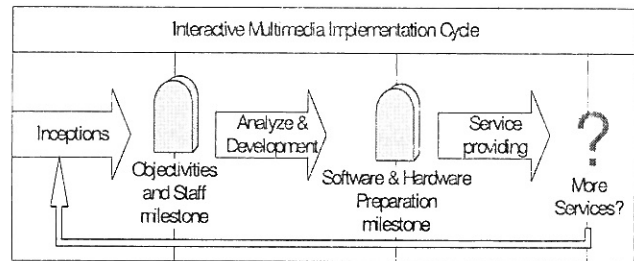 Interactive Multimedia Implementation Cycle
Inceptions
Objectivities
and Staff
milestone
Analyze &
Development
Software & Hardware
Preparation
milestone
Service
providing
?
More
Services?